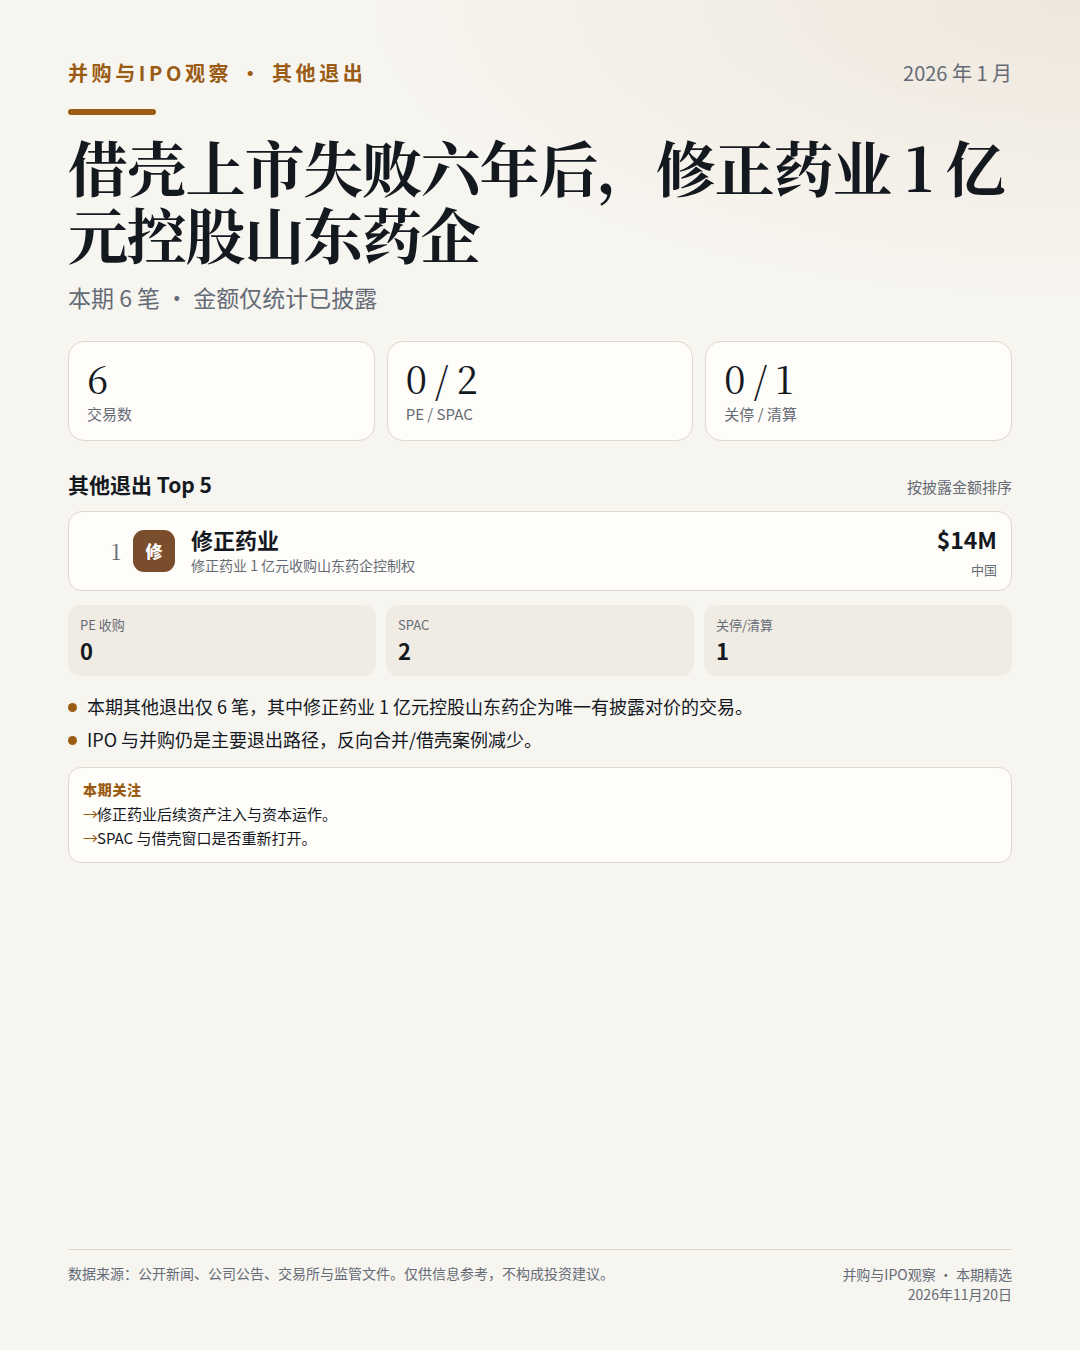 并购与IPO观察 · 其他退出
2026 年 1 月
借壳上市失败六年后，修正药业 1 亿
元控股山东药企
本期 6 笔 · 金额仅统计已披露
6
交易数
0 / 2
PE / SPAC
0 / 1
关停 / 清算
其他退出 Top 5
按披露金额排序
1
修
修正药业
修正药业 1 亿元收购山东药企控制权
$14M
中国
PE 收购
0
SPAC
2
关停/清算
1
本期其他退出仅 6 笔，其中修正药业 1 亿元控股山东药企为唯一有披露对价的交易。
IPO 与并购仍是主要退出路径，反向合并/借壳案例减少。
本期关注
→修正药业后续资产注入与资本运作。
→SPAC 与借壳窗口是否重新打开。
数据来源：公开新闻、公司公告、交易所与监管文件。仅供信息参考，不构成投资建议。
并购与IPO观察 · 本期精选
2026年11月20日